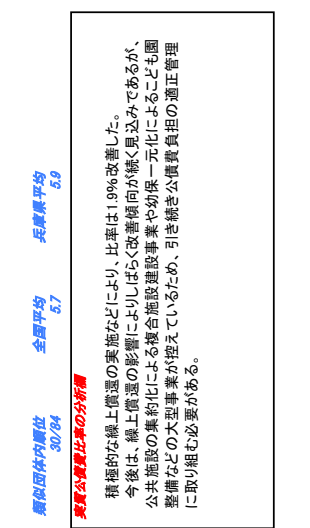 類似団体内順位 全国平均 兵庫県平均
30/84 5.7 5.9
実質公債費比率の分析欄
積極的な繰上償還の実施などにより、比率は1.9%改善した。
今後は、繰上償還の影響によりしばらく改善傾向が続く見込みであるが、
公共施設の集約化による複合施設建設事業や幼保一元化によるこども園
整備などの大型事業が控えているため、引き続き公債費負担の適正管理
に取り組む必要がある。